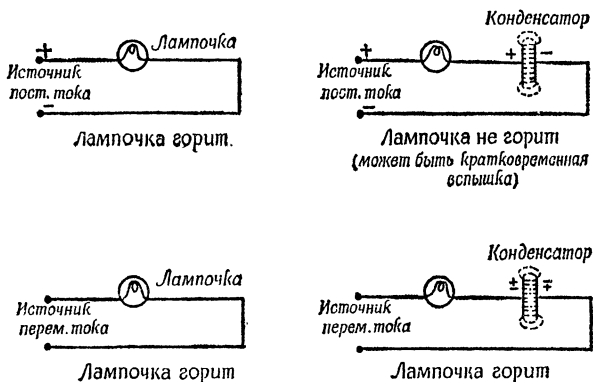 Лампочка
+
Источник
пост. тока
−
Лампочка горит.
Конденсатор
+
+ −
Источник
пост. тока
−
Лампочка не горит
(может быть кратковременная
вспышка)
Лампочка
Источник
перем. тока
Лампочка горит
Конденсатор
± ∓
Источник
перем. тока
Лампочка горит